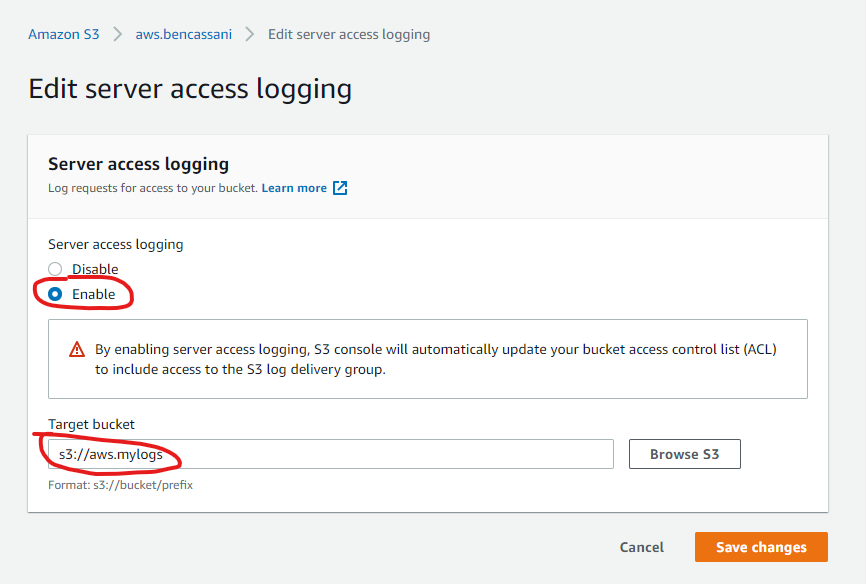 Amazon S3 > aws.bencassani > Edit server access logging
Edit server access logging
Server access logging
Log requests for access to your bucket. Learn more
Server access logging
Disable
Enable
By enabling server access logging, S3 console will automatically update your bucket access control list (ACL)
to include access to the S3 log delivery group.
Target bucket
s3://aws.mylogs Browse S3
Format: s3://bucket/prefix
Cancel Save changes